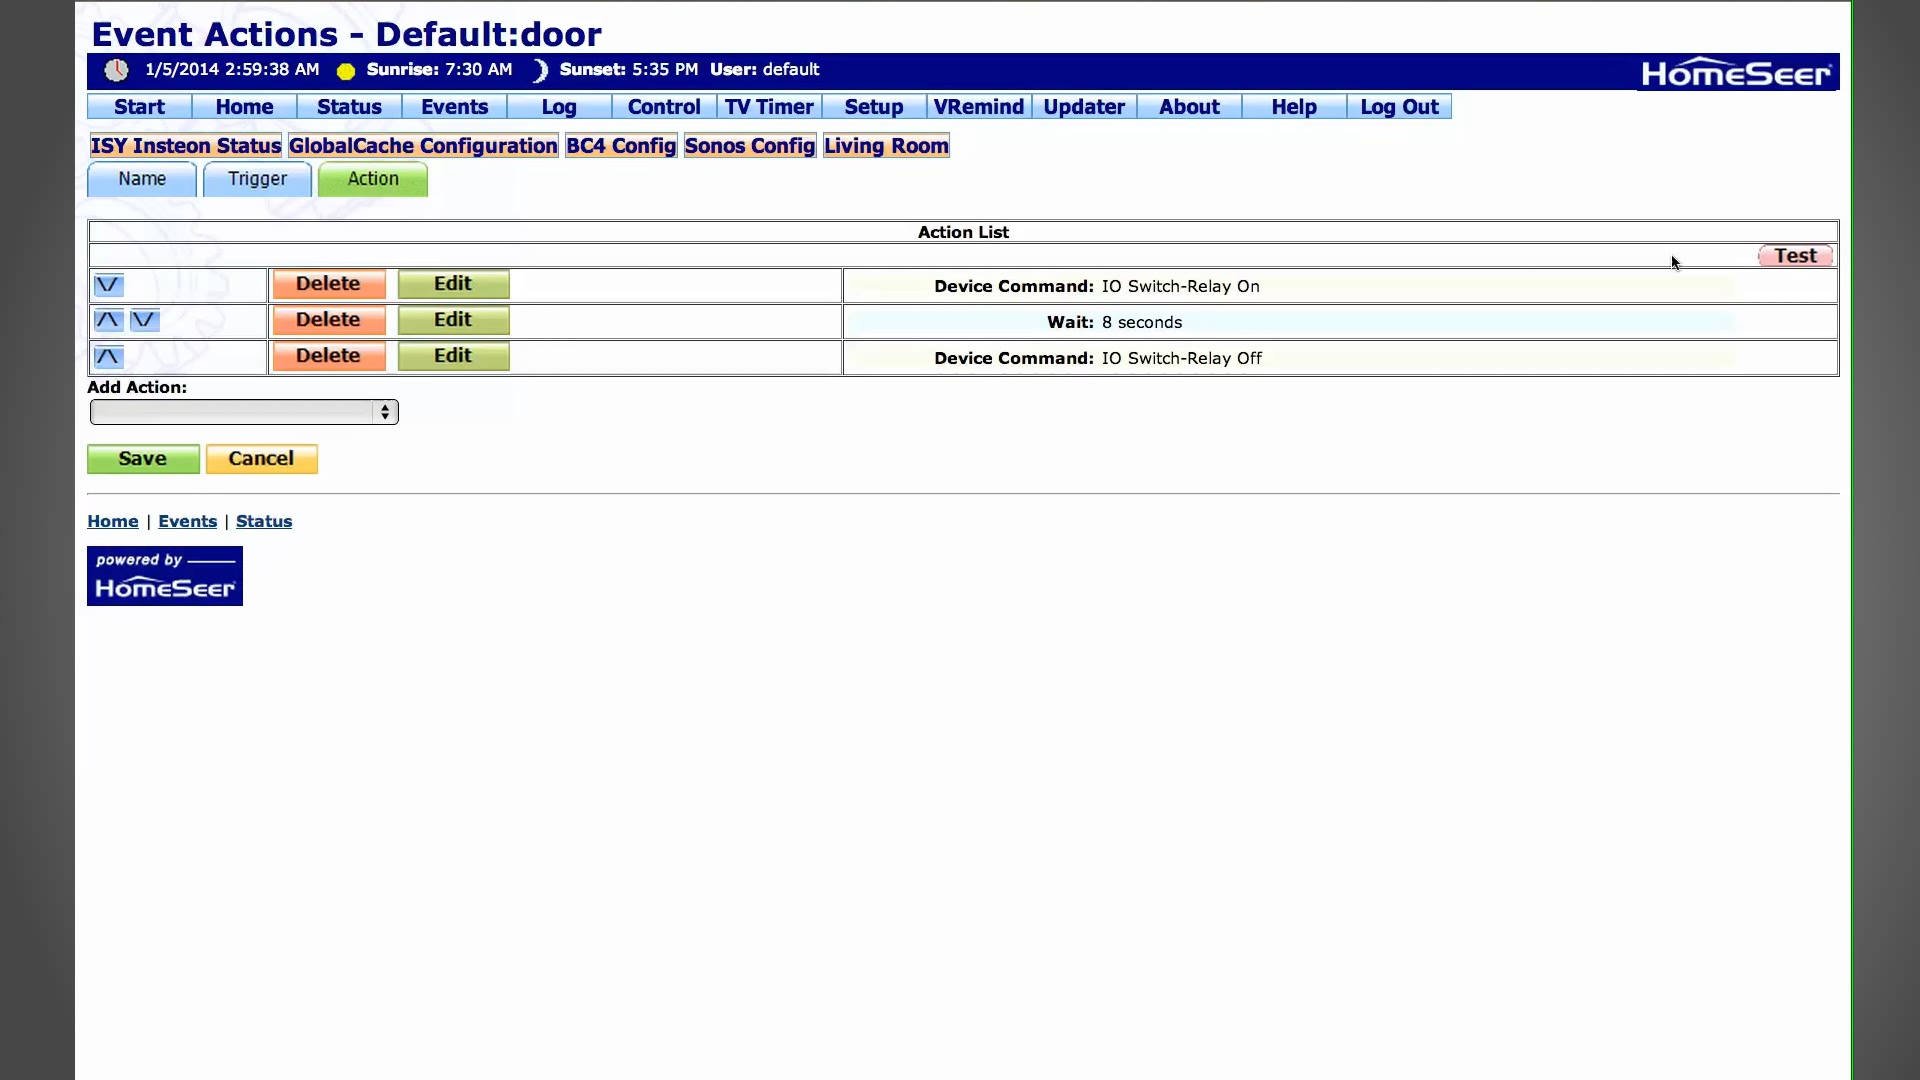 Event Actions - Default:door
1/5/2014 2:59:38 AM Sunrise: 7:30 AM Sunset: 5:35 PM User: default HomeSeer
Start Home Status Events Log Control TV Timer Setup VRemind Updater About Help Log Out
ISY Insteon Status GlobalCache Configuration BC4 Config Sonos Config Living Room
Name Trigger Action
Action List
Test
Delete Edit Device Command: IO Switch-Relay On
Delete Edit Wait: 8 seconds
Delete Edit Device Command: IO Switch-Relay Off
Add Action:
Save Cancel
Home | Events | Status
powered by
HomeSeer